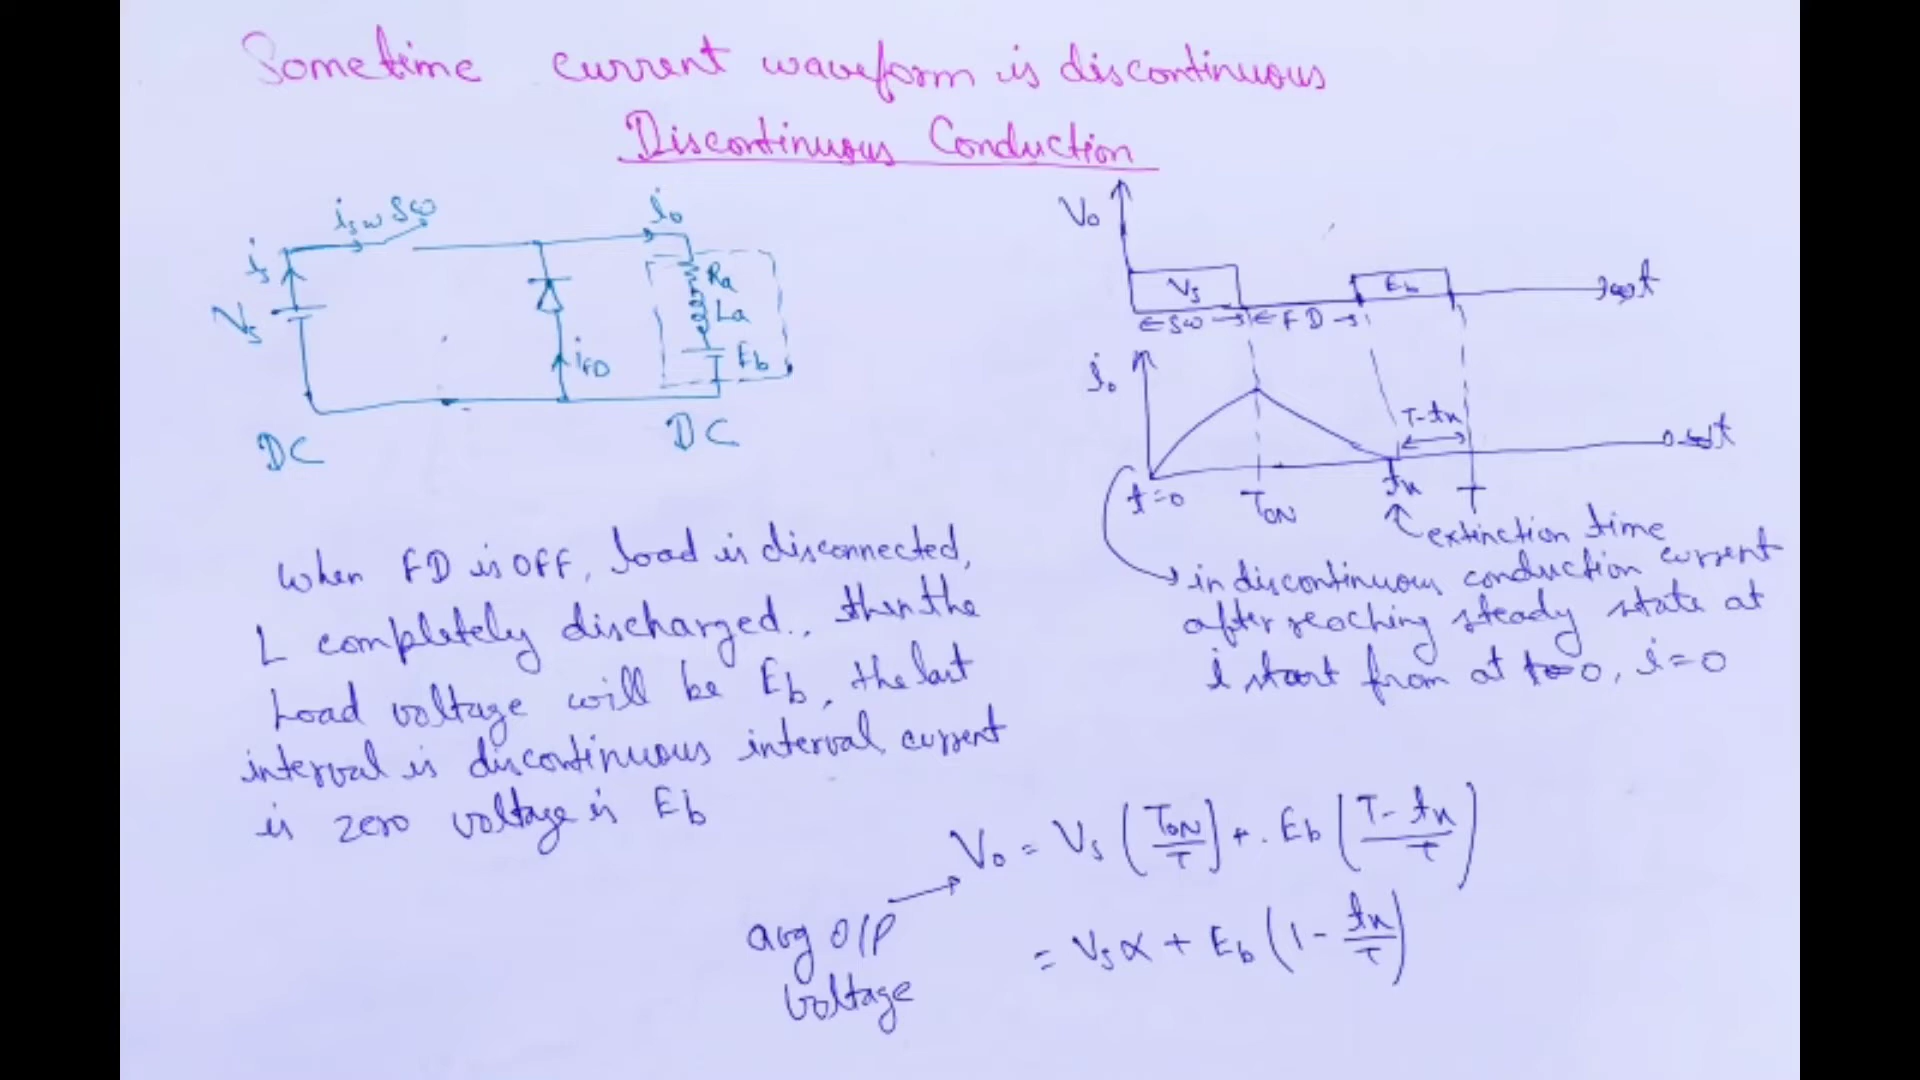 Sometime current waveform is discontinuous
Discontinuous Conduction
isw SW
is
Vs
iFD
io
Ra
La
Eb
DC
DC
Vo
Vs
Eb
ωt
← SW → ← FD →
io
T-tx
ωt
t=0
TON
tx
T
extinction time
in discontinuous conduction current
after reaching steady state at
i start from at t=0, i=0
When FD is OFF, load is disconnected,
L completely discharged., then the
Load voltage will be Eb, the last
interval is discontinuous interval current
is zero voltage is Eb
Vo = Vs (TON/T) + . Eb (T - tx/T)
avg O/P
voltage
= Vs α + Eb (1 - tx/T)